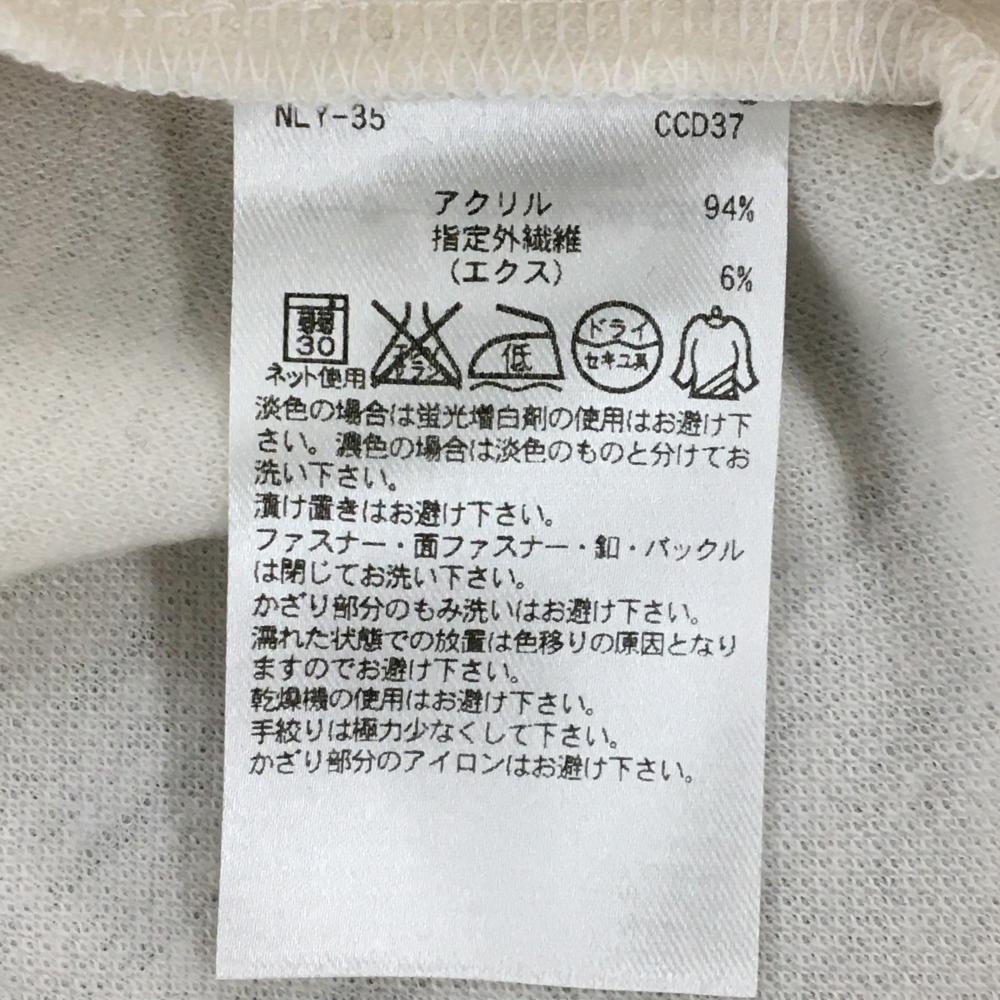 NLY-35 CCD37
アクリル 94%
指定外繊維
(エクス) 6%
弱
30
ネット使用
エンソ
サラシ
低
ドライ
セキユ系
淡色の場合は蛍光増白剤の使用はお避け下
さい。濃色の場合は淡色のものと分けてお
洗い下さい。
漬け置きはお避け下さい。
ファスナー・面ファスナー・釦・バックル
は閉じてお洗い下さい。
かざり部分のもみ洗いはお避け下さい。
濡れた状態での放置は色移りの原因となり
ますのでお避け下さい。
乾燥機の使用はお避け下さい。
手絞りは極力少なくして下さい。
かざり部分のアイロンはお避け下さい。